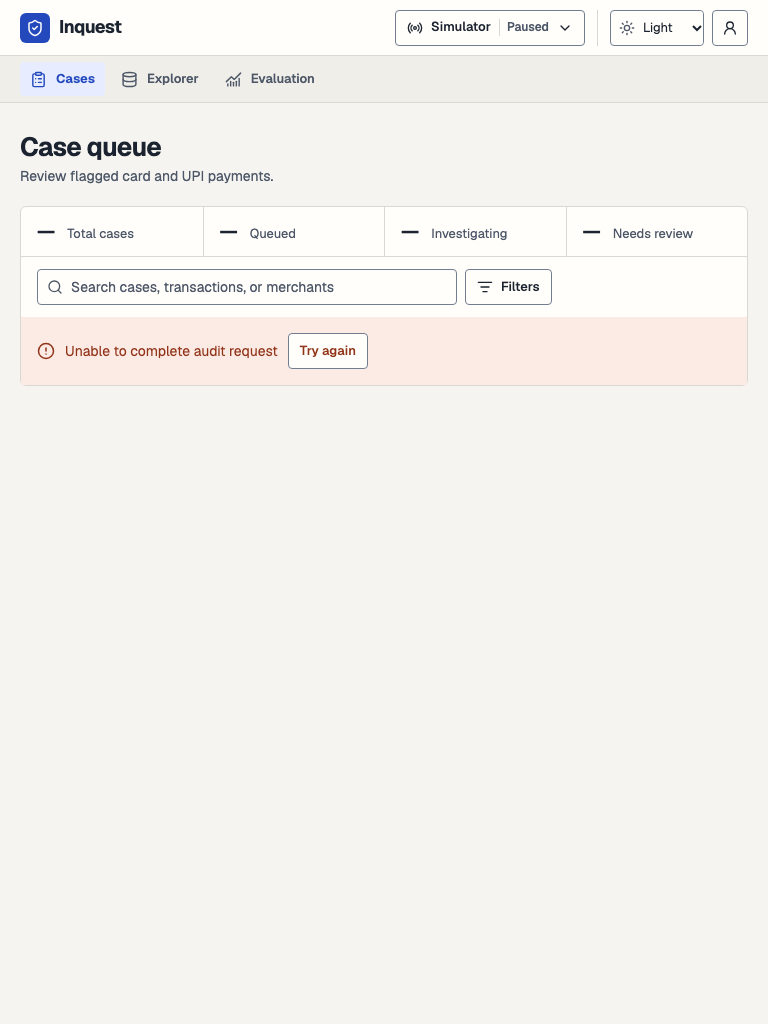 Inquest
Simulator Paused
Light
Cases
Explorer
Evaluation
Case queue
Review flagged card and UPI payments.
— Total cases
— Queued
— Investigating
— Needs review
Search cases, transactions, or merchants
Filters
Unable to complete audit request
Try again